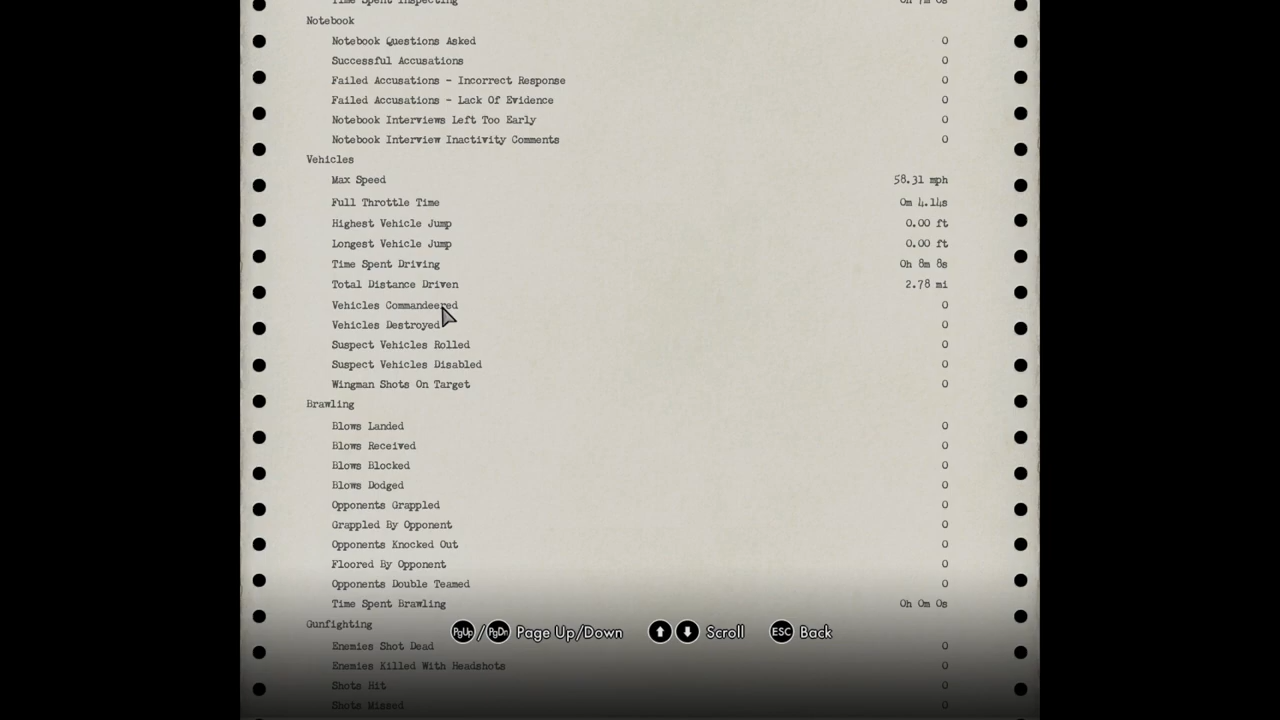 Time Spent Inspecting 0h 7m 0s
Notebook
Notebook Questions Asked 0
Successful Accusations 0
Failed Accusations - Incorrect Response 0
Failed Accusations - Lack Of Evidence 0
Notebook Interviews Left Too Early 0
Notebook Interview Inactivity Comments 0
Vehicles
Max Speed 58.31 mph
Full Throttle Time 0m 4.14s
Highest Vehicle Jump 0.00 ft
Longest Vehicle Jump 0.00 ft
Time Spent Driving 0h 8m 8s
Total Distance Driven 2.78 mi
Vehicles Commandeered 0
Vehicles Destroyed 0
Suspect Vehicles Rolled 0
Suspect Vehicles Disabled 0
Wingman Shots On Target 0
Brawling
Blows Landed 0
Blows Received 0
Blows Blocked 0
Blows Dodged 0
Opponents Grappled 0
Grappled By Opponent 0
Opponents Knocked Out 0
Floored By Opponent 0
Opponents Double Teamed 0
Time Spent Brawling 0h 0m 0s
Gunfighting
PgUp/PgDn Page Up/Down Scroll ESC Back
Enemies Shot Dead 0
Enemies Killed With Headshots 0
Shots Hit 0
Shots Missed 0